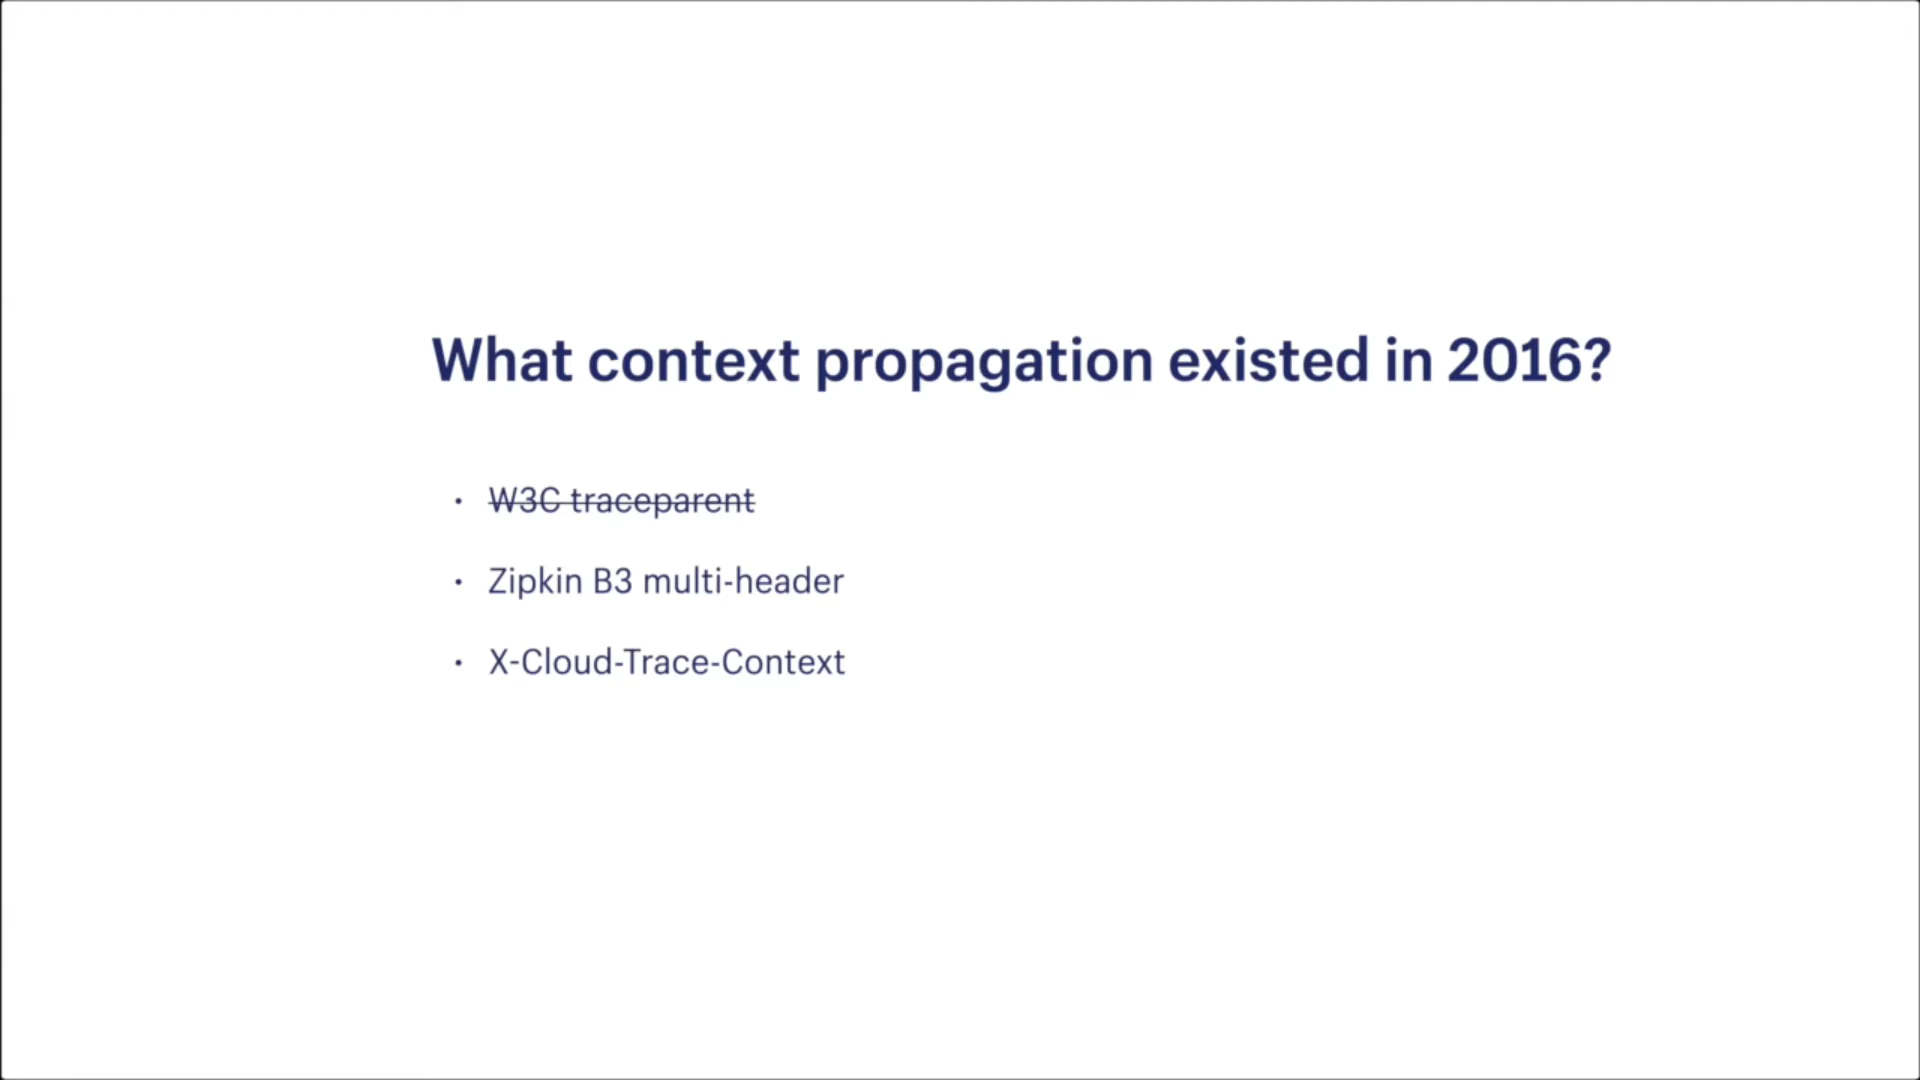 What context propagation existed in 2016?
• W3C traceparent
• Zipkin B3 multi-header
• X-Cloud-Trace-Context